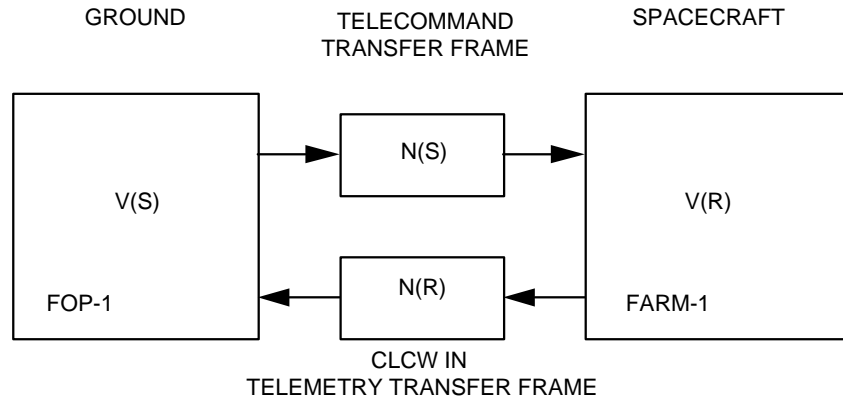 GROUND
TELECOMMAND
TRANSFER FRAME
SPACECRAFT
N(S)
V(S)
V(R)
N(R)
FOP-1
FARM-1
CLCW IN
TELEMETRY TRANSFER FRAME